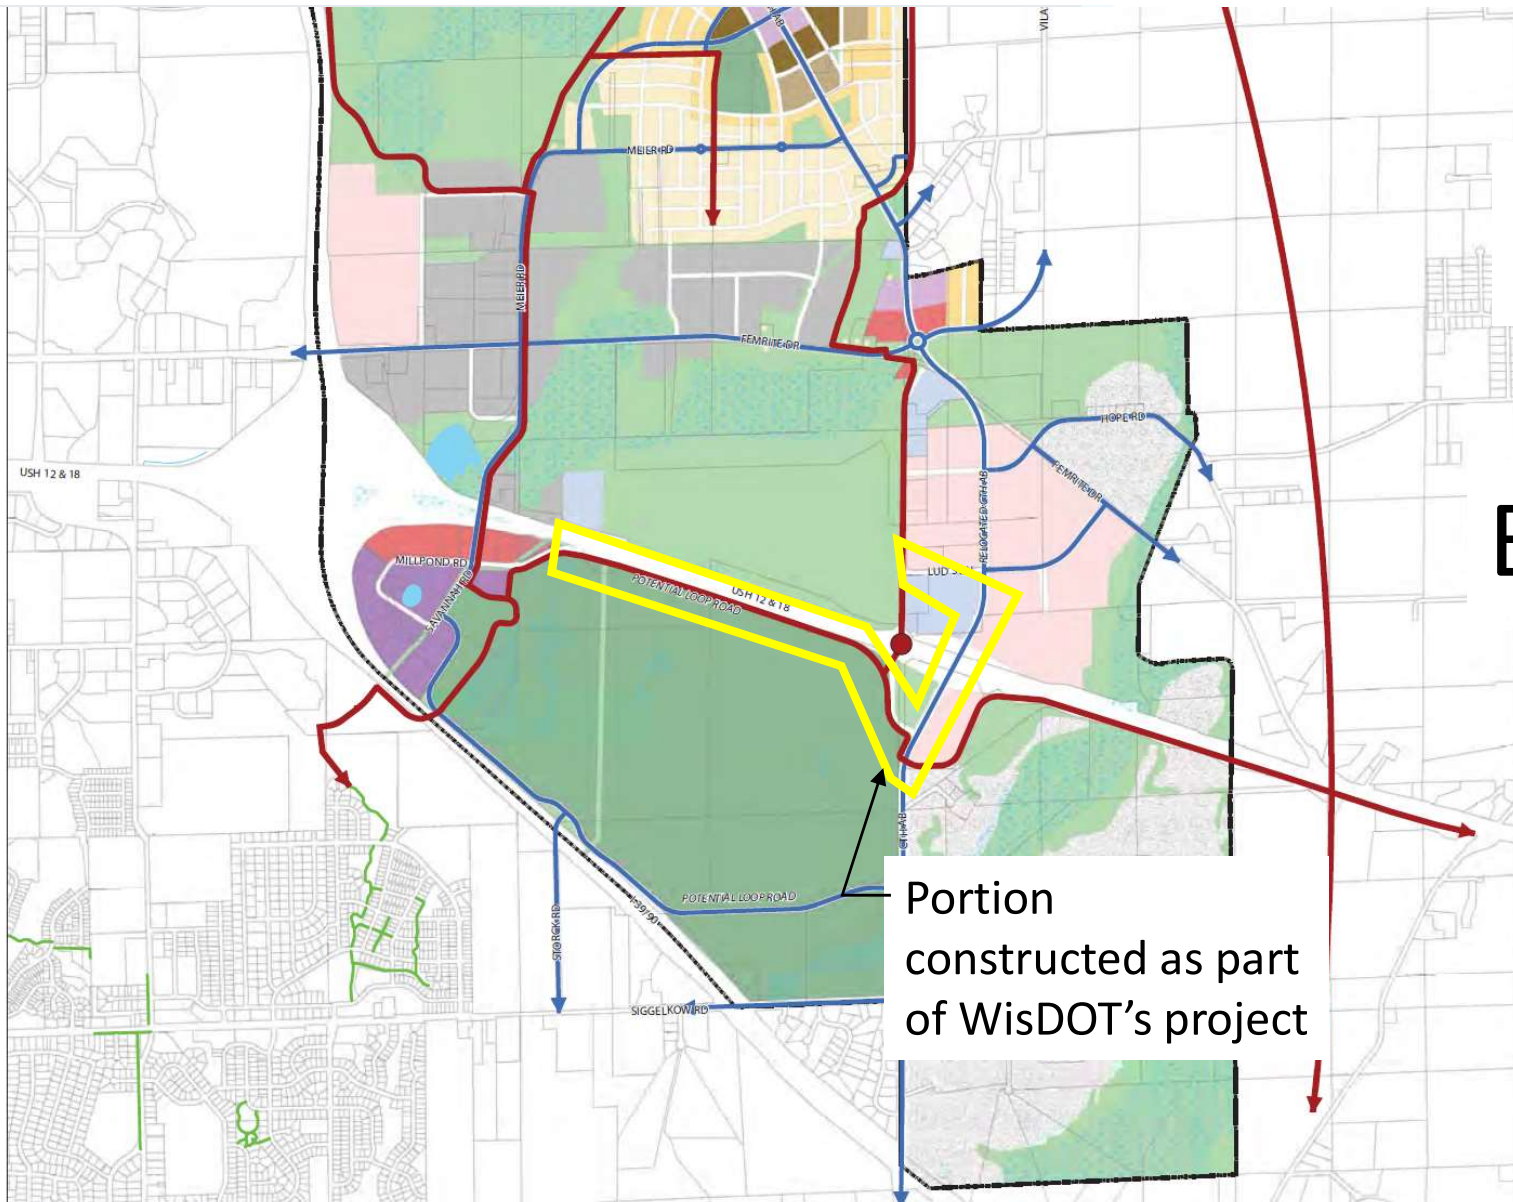 AB
VILA
MEIER RD
MEIER RD
FEMRITE DR
HOPE RD
USH 12 & 18
FEMRITE DR
RELOCATED CTH AB
MILLPOND RD
LUD
POTENTIAL LOOP ROAD
USH 12 & 18
SAVANNAH RD
CTH AB
Portion
constructed as part
of WisDOT’s project
POTENTIAL LOOP ROAD
I-39/90
STORCK RD
SIGGELKOW RD